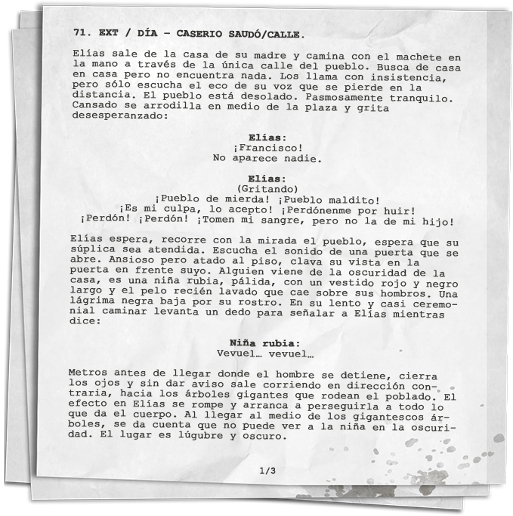 71. EXT / DÍA – CASERIO SAUDÓ/CALLE.
Elías sale de la casa de su madre y camina con el machete en
la mano a través de la única calle del pueblo. Busca de casa
en casa pero no encuentra nada. Los llama con insistencia,
pero sólo escucha el eco de su voz que se pierde en la
distancia. El pueblo está desolado. Pasmosamente tranquilo.
Cansado se arrodilla en medio de la plaza y grita
desesperanzado:
Elías:
¡Francisco!
No aparece nadie.
Elías:
(Gritando)
¡Pueblo de mierda! ¡Pueblo maldito!
¡Es mi culpa, lo acepto! ¡Perdónenme por huir!
¡Perdón! ¡Perdón! ¡Tomen mi sangre, pero no la de mi hijo!
Elías espera, recorre con la mirada el pueblo, espera que su
súplica sea atendida. Escucha el sonido de una puerta que se
abre. Ansioso pero atado al piso, clava su vista en la
puerta en frente suyo. Alguien viene de la oscuridad de la
casa, es una niña rubia, pálida, con un vestido rojo y negro
largo y el pelo recién lavado que cae sobre sus hombros. Una
lágrima negra baja por su rostro. En su lento y casi ceremo-
nial caminar levanta un dedo para señalar a Elías mientras
dice:
Niña rubia:
Vevuel… vevuel…
Metros antes de llegar donde el hombre se detiene, cierra
los ojos y sin dar aviso sale corriendo en dirección con-
traria, hacia los árboles gigantes que rodean el poblado. El
efecto en Elías se rompe y arranca a perseguirla a todo lo
que da el cuerpo. Al llegar al medio de los gigantescos ár-
boles, se da cuenta que no puede ver a la niña en la oscuri-
dad. El lugar es lúgubre y oscuro.
1/3